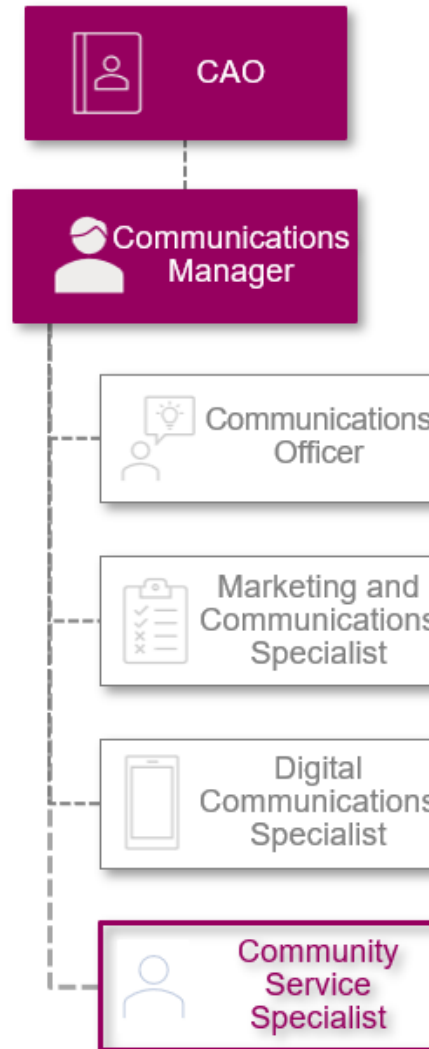 CAO
Communications
Manager
Communications
Officer
Marketing and
Communications
Specialist
Digital
Communications
Specialist
Community
Service
Specialist